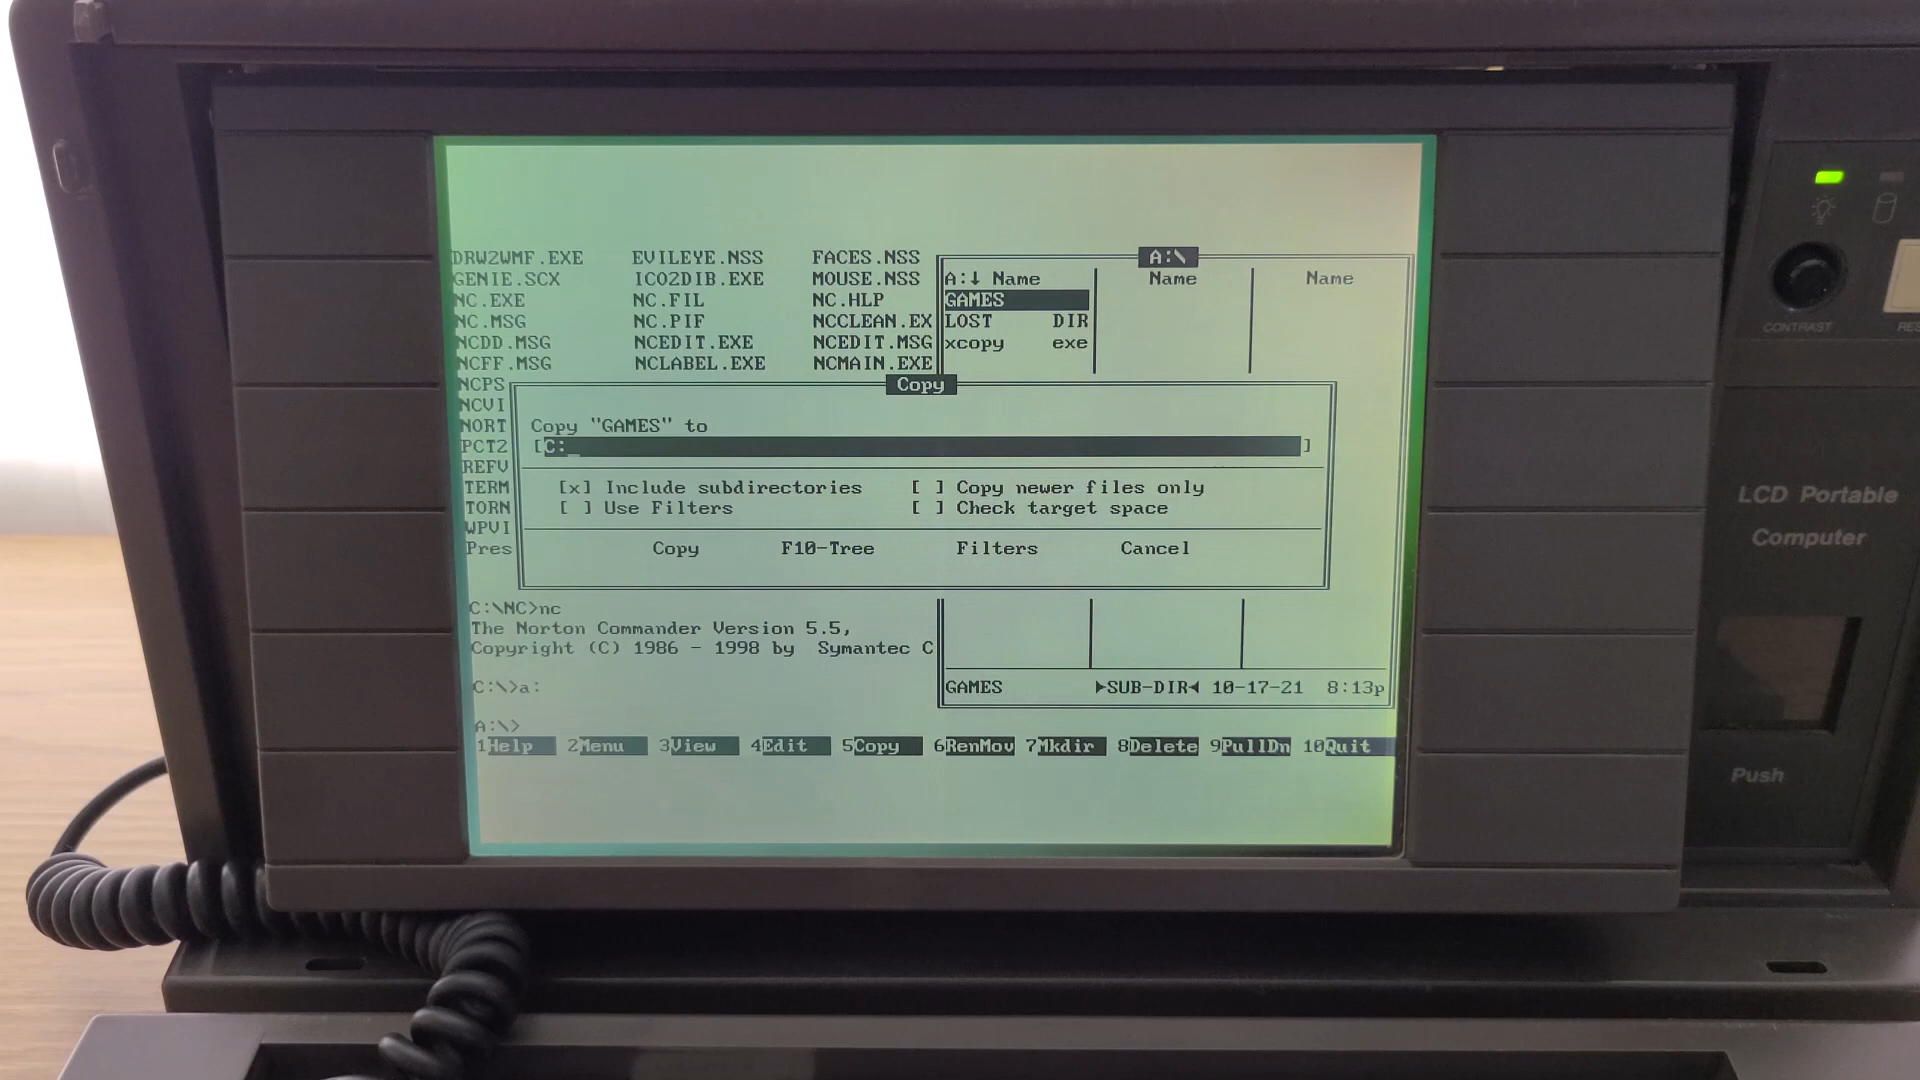 DRW2WMF.EXE EVILEYE.NSS FACES.NSS
GENIE.SCX ICO2DIB.EXE MOUSE.NSS
NC.EXE NC.FIL NC.HLP
NC.MSG NC.PIF NCCLEAN.EX
NCDD.MSG NCEDIT.EXE NCEDIT.MSG
NCFF.MSG NCLABEL.EXE NCMAIN.EXE
NCPS
NCVI
NORT
PCT2
REFV
TERM
TORN
WPVI
Pres
A:\
A:↓ Name Name Name
GAMES
LOST DIR
xcopy exe
Copy
Copy "GAMES" to
[C:_]
[x] Include subdirectories [ ] Copy newer files only
[ ] Use Filters [ ] Check target space
Copy F10-Tree Filters Cancel
C:\NC>nc
The Norton Commander Version 5.5,
Copyright (C) 1986 - 1998 by Symantec C
C:\>a:
A:\>
GAMES ►SUB-DIR◄ 10-17-21 8:13p
1Help 2Menu 3View 4Edit 5Copy 6RenMov 7Mkdir 8Delete 9PullDn 10Quit
CONTRAST
RES
LCD Portable
Computer
Push